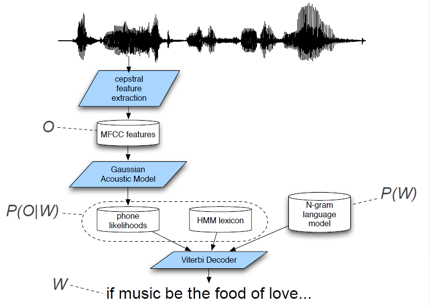 cepstral
feature
extraction
O
MFCC features
Gaussian
Acoustic Model
P(O|W)
phone
likelihoods
HMM lexicon
N-gram
language
model
P(W)
Viterbi Decoder
W
if music be the food of love...